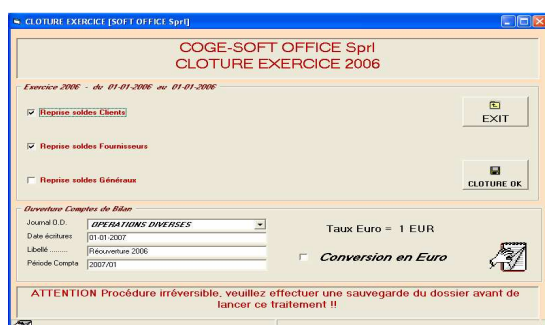 CLOTURE EXERCICE [SOFT OFFICE Sprl]
COGE-SOFT OFFICE Sprl
CLOTURE EXERCICE 2006
Exercice 2006 - du 01-01-2006 au 01-01-2006
Reprise soldes Clients
EXIT
Reprise soldes Fournisseurs
Reprise soldes Généraux
CLOTURE OK
Ouverture Comptes de Bilan
Journal O.D. OPERATIONS DIVERSES
Taux Euro = 1 EUR
Date écritures 01-01-2007
Libellé ......... Réouverture 2006
Conversion en Euro
Période Compta 2007/01
ATTENTION Procédure irréversible, veuillez effectuer une sauvegarde du dossier avant de
lancer ce traitement !!